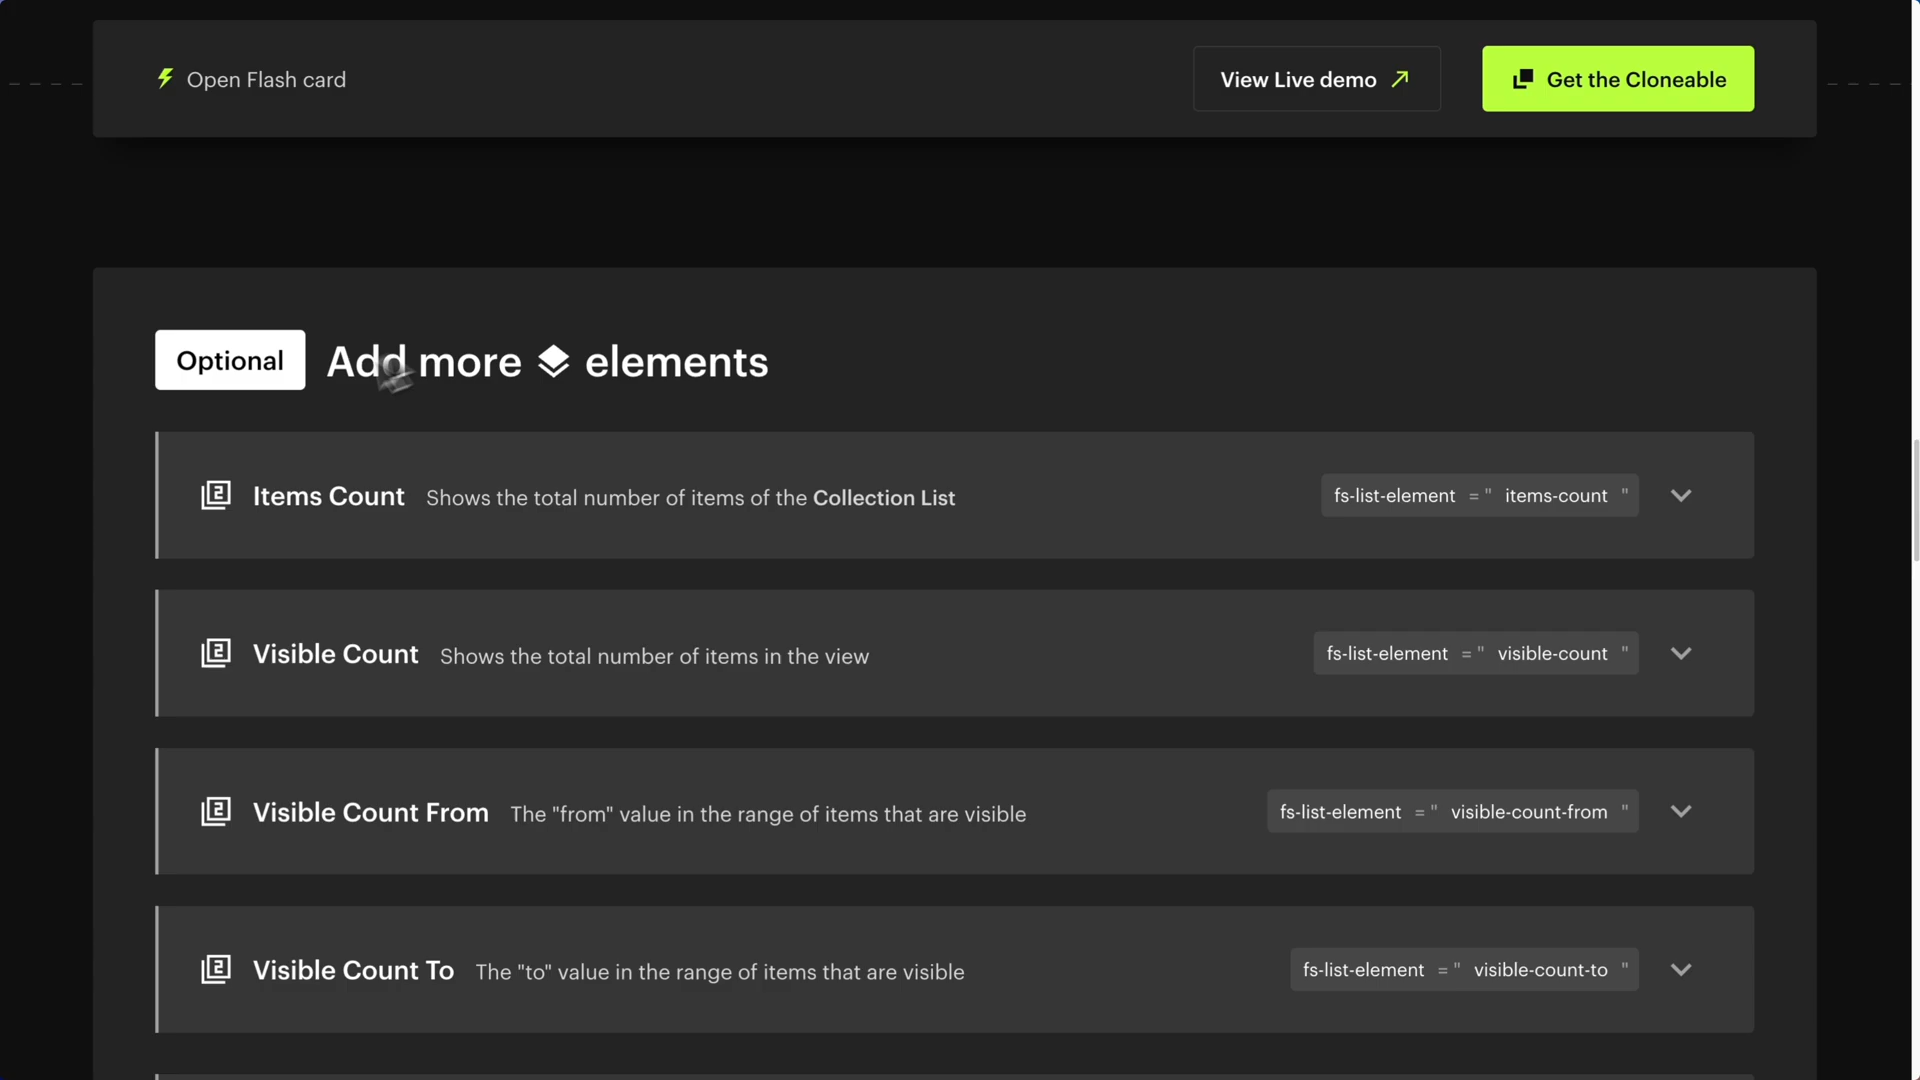 Open Flash card
View Live demo
Get the Cloneable
Optional
Add more elements
Items Count Shows the total number of items of the Collection List
fs-list-element = " items-count "
Visible Count Shows the total number of items in the view
fs-list-element = " visible-count "
Visible Count From The "from" value in the range of items that are visible
fs-list-element = " visible-count-from "
Visible Count To The "to" value in the range of items that are visible
fs-list-element = " visible-count-to "